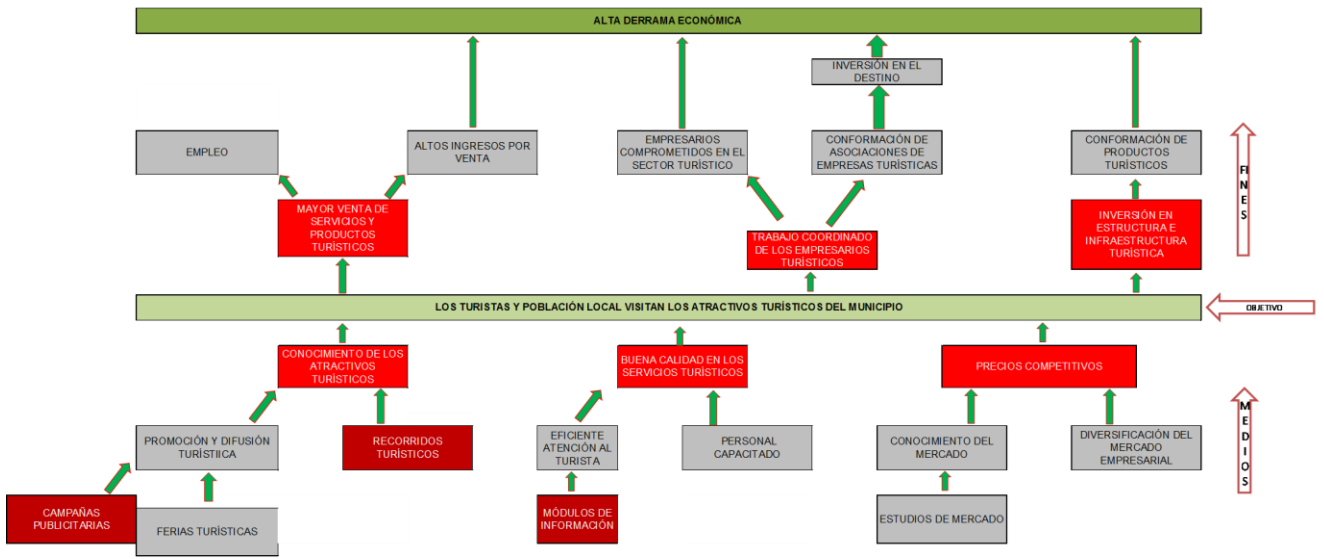 ALTA DERRAMA ECONÓMICA
INVERSIÓN EN EL
DESTINO
EMPLEO
ALTOS INGRESOS POR
VENTA
EMPRESARIOS
COMPROMETIDOS EN EL
SECTOR TURÍSTICO
CONFORMACIÓN DE
ASOCIACIONES DE
EMPRESAS TURÍSTICAS
CONFORMACIÓN DE
PRODUCTOS
TURÍSTICOS
FINES
MAYOR VENTA DE
SERVICIOS Y
PRODUCTOS
TURÍSTICOS
TRABAJO COORDINADO
DE LOS EMPRESARIOS
TURÍSTICOS
INVERSIÓN EN
ESTRUCTURA E
INFRAESTRUCTURA
TURÍSTICA
LOS TURISTAS Y POBLACIÓN LOCAL VISITAN LOS ATRACTIVOS TURÍSTICOS DEL MUNICIPIO
OBJETIVO
CONOCIMIENTO DE LOS
ATRACTIVOS
TURÍSTICOS
BUENA CALIDAD EN LOS
SERVICIOS TURÍSTICOS
PRECIOS COMPETITIVOS
MEDIOS
PROMOCIÓN Y DIFUSIÓN
TURÍSTIICA
RECORRIDOS
TURÍSTICOS
EFICIENTE
ATENCIÓN AL
TURISTA
PERSONAL
CAPACITADO
CONOCIMIENTO DEL
MERCADO
DIVERSIFICACIÓN DEL
MERCADO
EMPRESARIAL
CAMPAÑAS
PUBLICITARIAS
FERIAS TURÍSTICAS
MÓDULOS DE
INFORMACIÓN
ESTUDIOS DE MERCADO